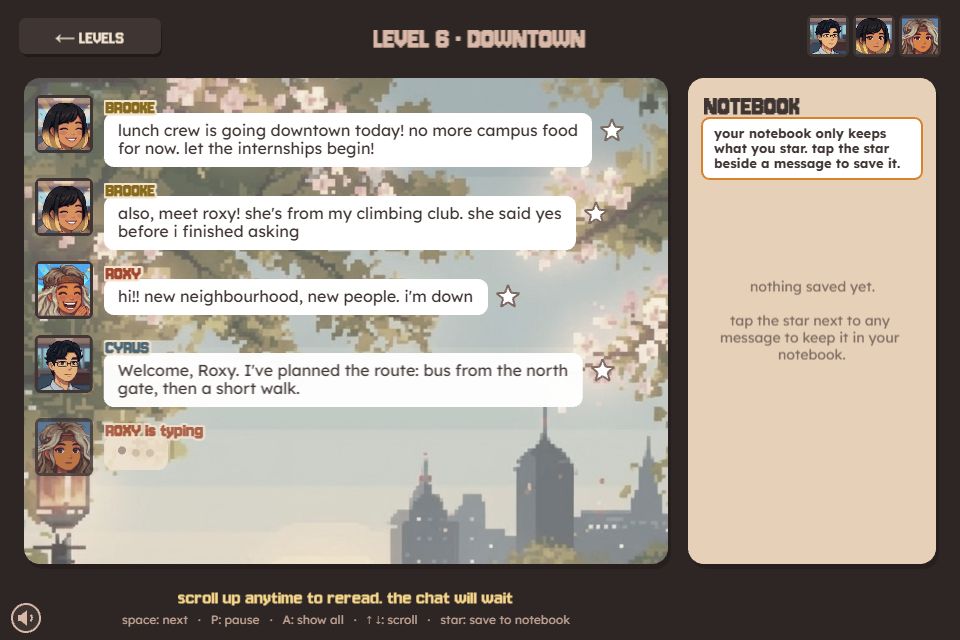 ← LEVELS
LEVEL 6 · DOWNTOWN
BROOKE
lunch crew is going downtown today! no more campus food
for now. let the internships begin!
BROOKE
also, meet roxy! she's from my climbing club. she said yes
before i finished asking
ROXY
hi!! new neighbourhood, new people. i'm down
CYRUS
Welcome, Roxy. I've planned the route: bus from the north
gate, then a short walk.
ROXY is typing
NOTEBOOK
your notebook only keeps
what you star. tap the star
beside a message to save it.
nothing saved yet.
tap the star next to any
message to keep it in your
notebook.
scroll up anytime to reread. the chat will wait
space: next · P: pause · A: show all · ↑↓: scroll · star: save to notebook